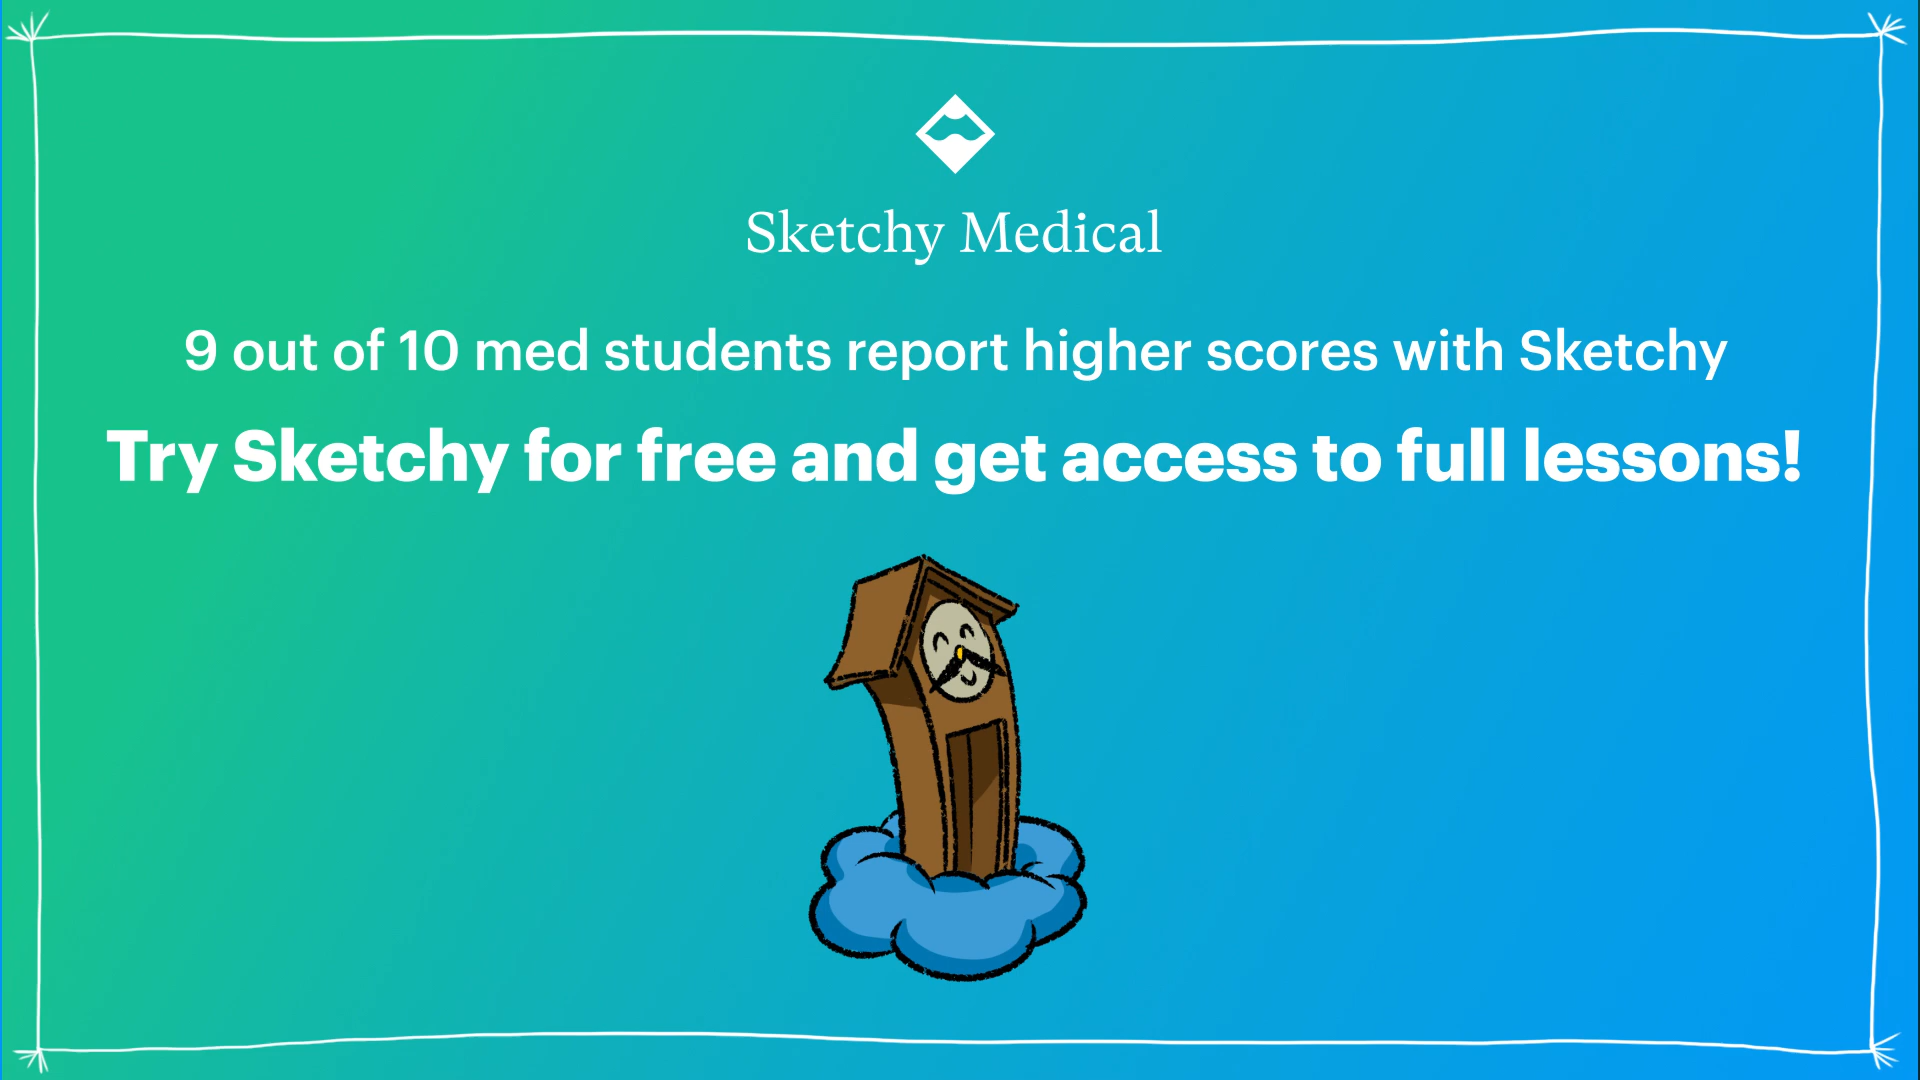 Sketchy Medical
9 out of 10 med students report higher scores with Sketchy
Try Sketchy for free and get access to full lessons!